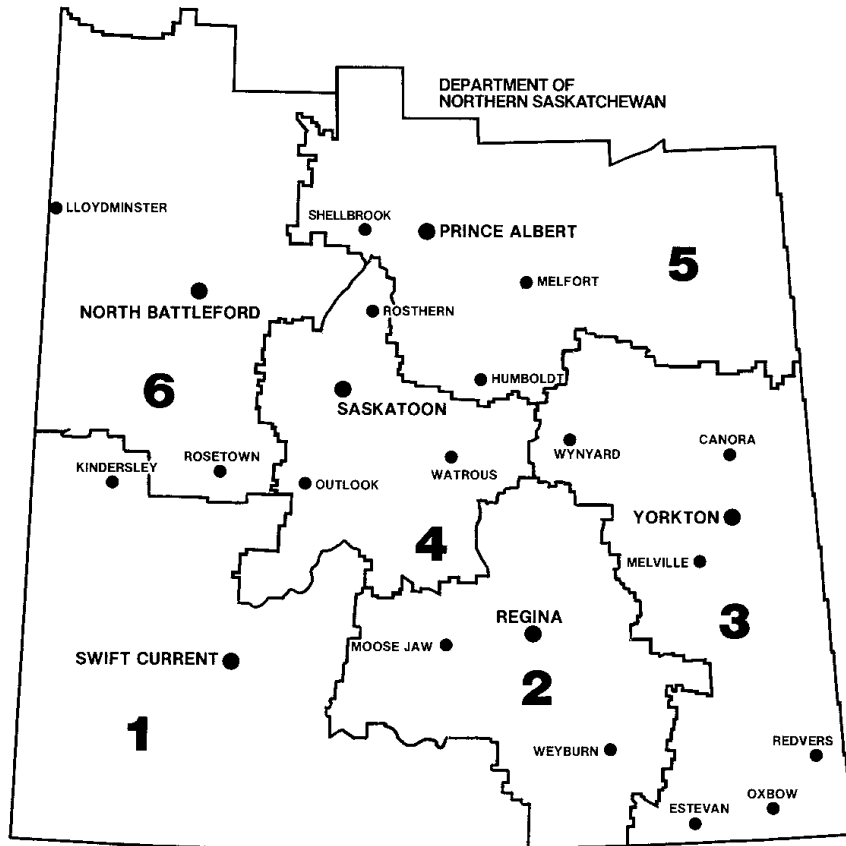 DEPARTMENT OF
NORTHERN SASKATCHEWAN
LLOYDMINSTER
SHELLBROOK
PRINCE ALBERT
5
MELFORT
NORTH BATTLEFORD
ROSTHERN
HUMBOLDT
6
SASKATOON
WYNYARD
CANORA
KINDERSLEY
ROSETOWN
WATROUS
OUTLOOK
YORKTON
4
MELVILLE
REGINA
3
MOOSE JAW
SWIFT CURRENT
2
1
WEYBURN
REDVERS
OXBOW
ESTEVAN